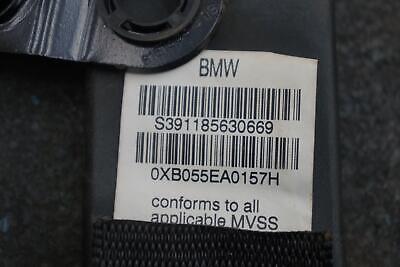 BMW
S391185630669
0XB055EA0157H
conforms to all
applicable MVSS